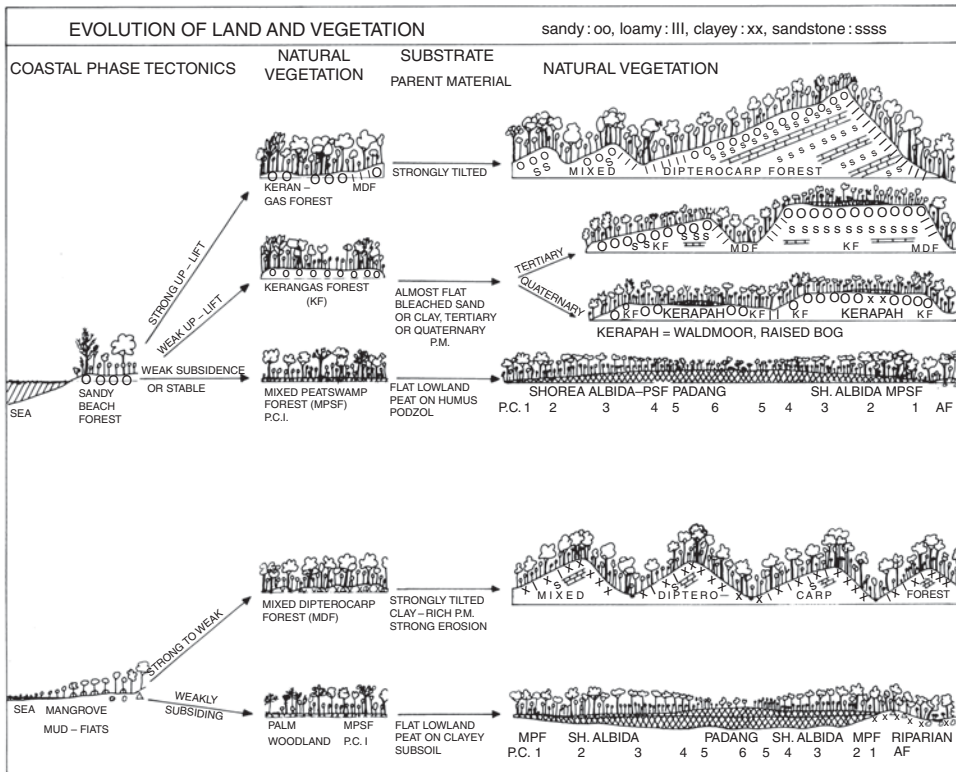 EVOLUTION OF LAND AND VEGETATION
sandy : oo, loamy : III, clayey : xx, sandstone : ssss
COASTAL PHASE TECTONICS
NATURAL
VEGETATION
SUBSTRATE
PARENT MATERIAL
NATURAL VEGETATION
STRONG UP – LIFT
KERAN –
GAS FOREST
MDF
STRONGLY TILTED
MIXED
DIPTEROCARP FOREST
WEAK UP – LIFT
KERANGAS FOREST
(KF)
ALMOST FLAT
BLEACHED SAND
OR CLAY, TERTIARY
OR QUATERNARY
P.M.
TERTIARY
KF
MDF
KF
MDF
QUATERNARY
KF
KERAPAH
KF
KF
KERAPAH
KF
KERAPAH = WALDMOOR, RAISED BOG
SEA
SANDY
BEACH
FOREST
WEAK SUBSIDENCE
OR STABLE
MIXED PEATSWAMP
FOREST (MPSF)
P.C.I.
FLAT LOWLAND
PEAT ON HUMUS
PODZOL
SHOREA ALBIDA–PSF PADANG
SH. ALBIDA MPSF
P.C. 1 2 3 4 5 6 5 4 3 2 1 AF
STRONG TO WEAK
MIXED DIPTEROCARP
FOREST (MDF)
STRONGLY TILTED
CLAY – RICH P.M.
STRONG EROSION
MIXED
DIPTERO–
CARP
FOREST
SEA
MANGROVE
MUD – FIATS
WEAKLY
SUBSIDING
PALM
WOODLAND
MPSF
P.C. I
FLAT LOWLAND
PEAT ON CLAYEY
SUBSOIL
MPF SH. ALBIDA PADANG SH. ALBIDA MPF RIPARIAN
P.C. 1 2 3 4 5 6 5 4 3 2 1 AF